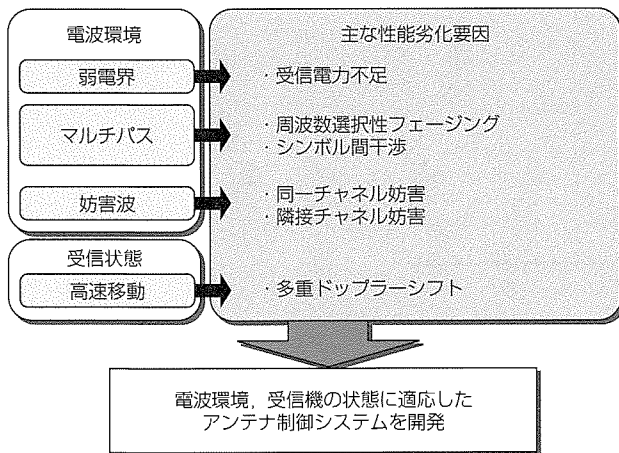 電波環境
弱電界
マルチパス
妨害波
受信状態
高速移動
主な性能劣化要因
・受信電力不足
・周波数選択性フェージング
・シンボル間干渉
・同一チャネル妨害
・隣接チャネル妨害
・多重ドップラーシフト
電波環境，受信機の状態に適応した
アンテナ制御システムを開発